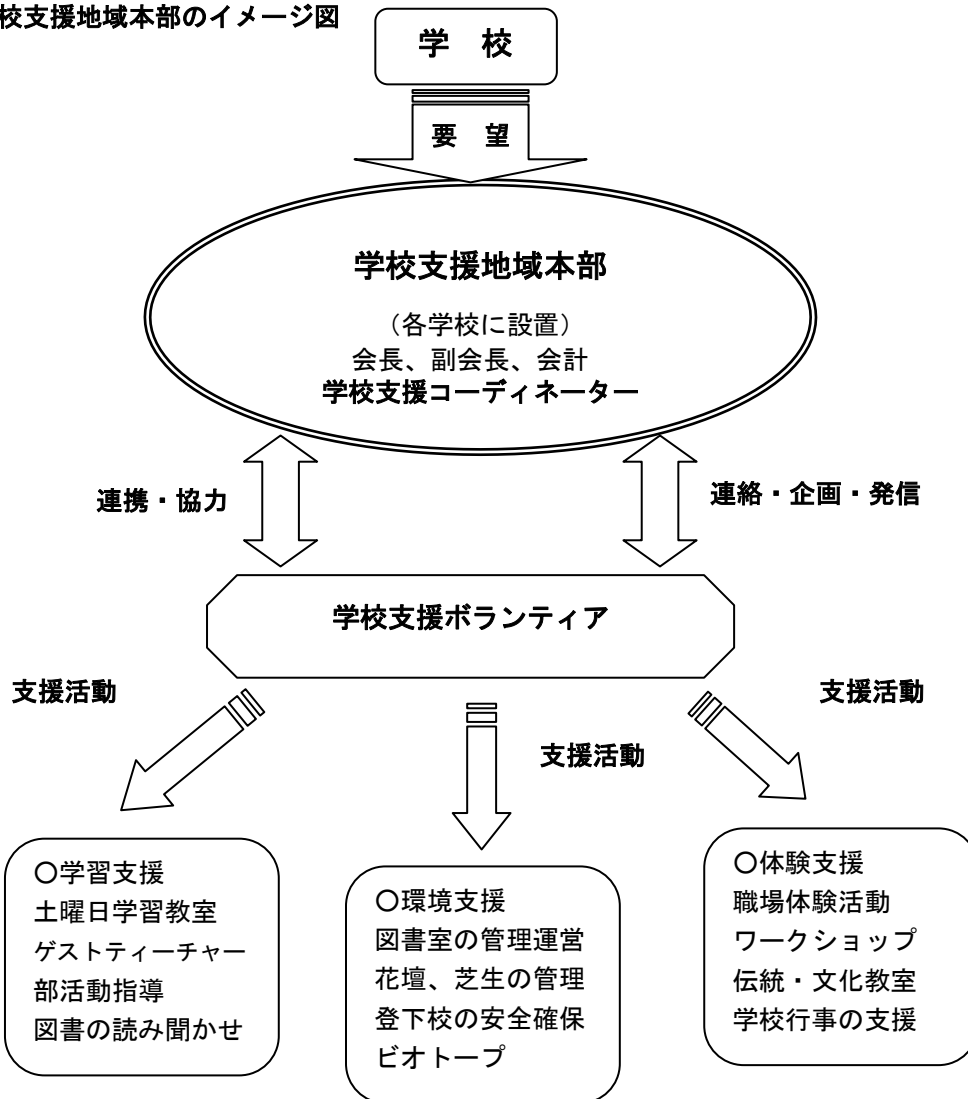 校支援地域本部のイメージ図
学　校
要　望
学校支援地域本部
（各学校に設置）
会長、副会長、会計
学校支援コーディネーター
連携・協力
連絡・企画・発信
学校支援ボランティア
支援活動
支援活動
支援活動
〇学習支援
土曜日学習教室
ゲストティーチャー
部活動指導
図書の読み聞かせ
〇環境支援
図書室の管理運営
花壇、芝生の管理
登下校の安全確保
ビオトープ
〇体験支援
職場体験活動
ワークショップ
伝統・文化教室
学校行事の支援